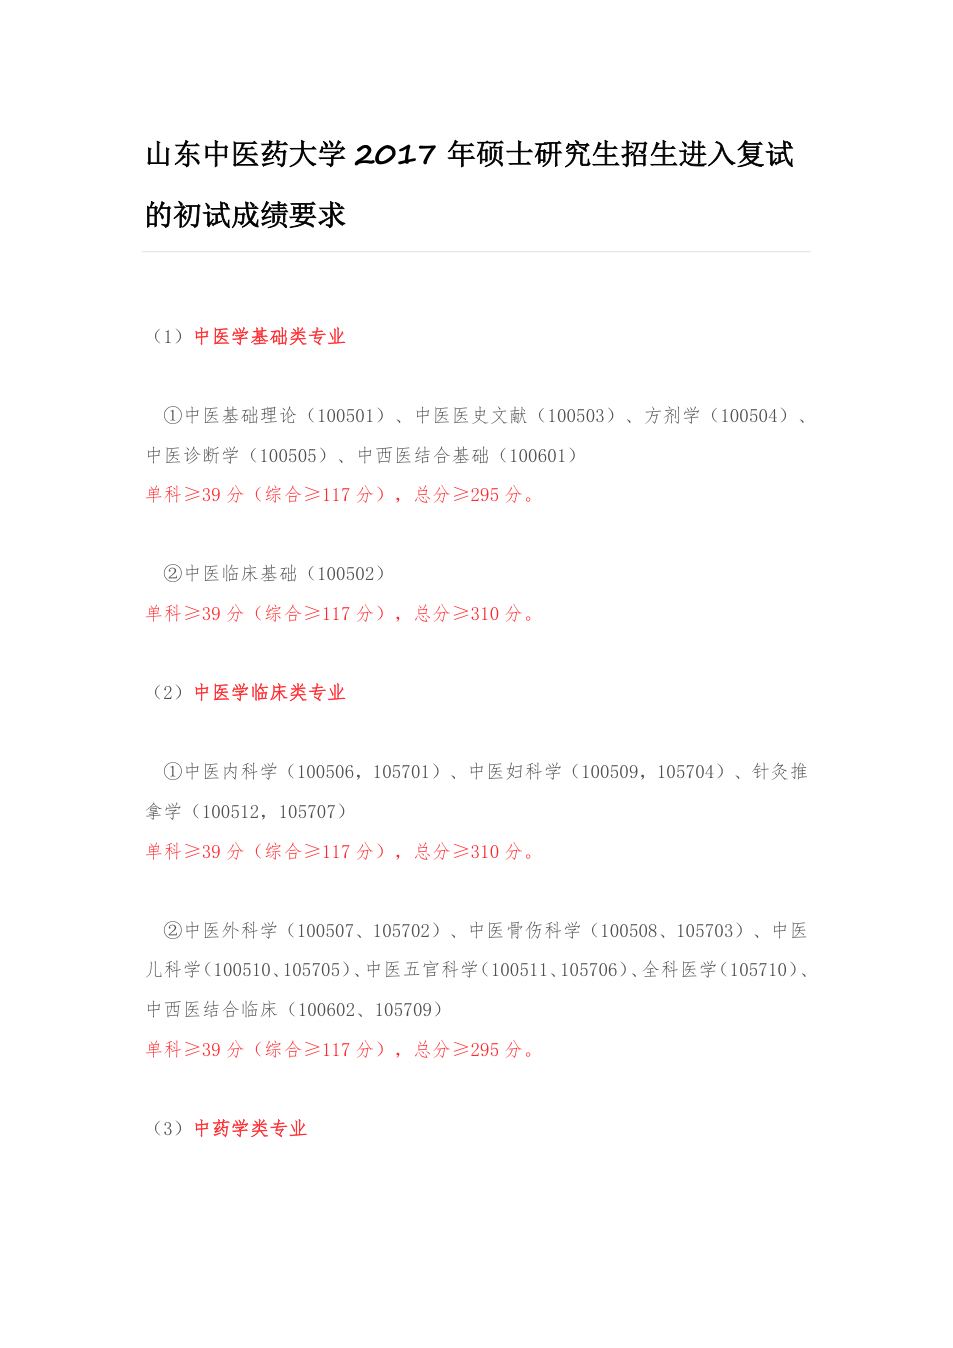 山东中医药大学 2017 年硕士研究生招生进入复试
的初试成绩要求
（1）中医学基础类专业
①中医基础理论（100501）、中医医史文献（100503）、方剂学（100504）、
中医诊断学（100505）、中西医结合基础（100601）
单科≥39 分（综合≥117 分），总分≥295 分。
②中医临床基础（100502）
单科≥39 分（综合≥117 分），总分≥310 分。
（2）中医学临床类专业
①中医内科学（100506，105701）、中医妇科学（100509，105704）、针灸推
拿学（100512，105707）
单科≥39 分（综合≥117 分），总分≥310 分。
②中医外科学（100507、105702）、中医骨伤科学（100508、105703）、中医
儿科学（100510、105705）、中医五官科学（100511、105706）、全科医学（105710）、
中西医结合临床（100602、105709）
单科≥39 分（综合≥117 分），总分≥295 分。
（3）中药学类专业